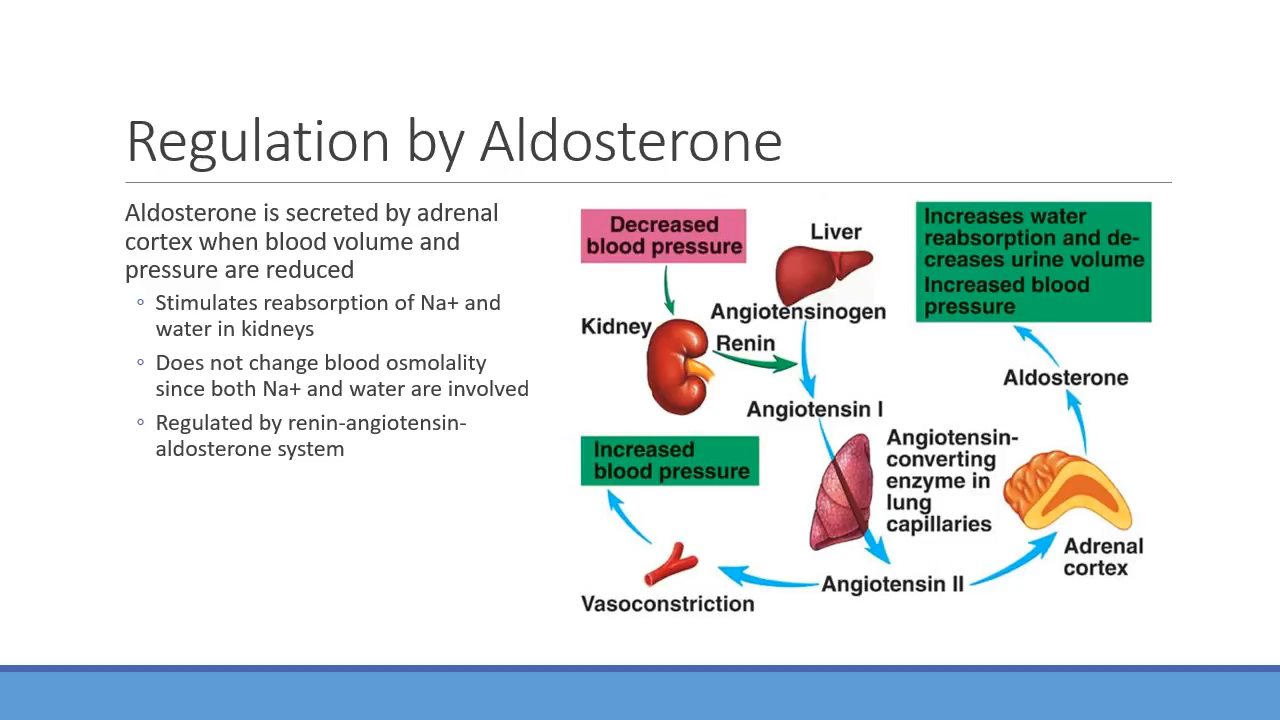 Regulation by Aldosterone
Aldosterone is secreted by adrenal
cortex when blood volume and
pressure are reduced
◦ Stimulates reabsorption of Na+ and
water in kidneys
◦ Does not change blood osmolality
since both Na+ and water are involved
◦ Regulated by renin-angiotensin-
aldosterone system
Decreased
blood pressure
Liver
Increases water
reabsorption and de-
creases urine volume
Increased blood
pressure
Angiotensinogen
Kidney
Renin
Aldosterone
Angiotensin I
Increased
blood pressure
Angiotensin-
converting
enzyme in
lung
capillaries
Adrenal
cortex
Angiotensin II
Vasoconstriction